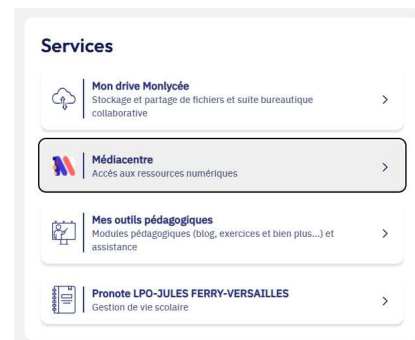 Services
Mon drive Monlycée
Stockage et partage de fichiers et suite bureautique
collaborative
Médiacentre
Accés aux ressources numériques
Mes outils pédagogiques
Modules pédagogiques (blog, exercices et bien plus...) et
assistance
Pronote LPO-JULES FERRY-VERSAILLES
Gestion de vie scolaire